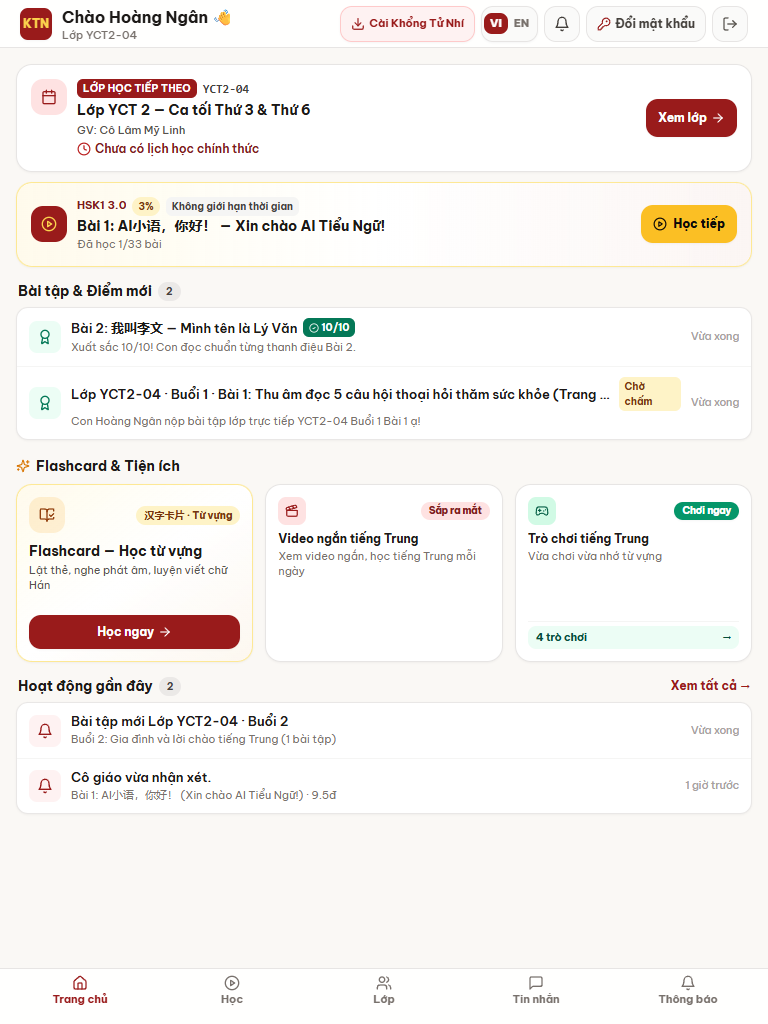 KTN
Chào Hoàng Ngân 👋
Lớp YCT2-04
Cài Khổng Tử Nhí
VI EN
Đổi mật khẩu
LỚP HỌC TIẾP THEO YCT2-04
Lớp YCT 2 — Ca tối Thứ 3 & Thứ 6
GV: Cô Lâm Mỹ Linh
Chưa có lịch học chính thức
Xem lớp →
HSK1 3.0 3% Không giới hạn thời gian
Bài 1: AI小语，你好！ — Xin chào AI Tiểu Ngữ!
Đã học 1/33 bài
Học tiếp
Bài tập & Điểm mới 2
Bài 2: 我叫李文 — Mình tên là Lý Văn 10/10
Xuất sắc 10/10! Con đọc chuẩn từng thanh điệu Bài 2.
Vừa xong
Lớp YCT2-04 · Buổi 1 · Bài 1: Thu âm đọc 5 câu hội thoại hỏi thăm sức khỏe (Trang ...
Chờ chấm
Con Hoàng Ngân nộp bài tập lớp trực tiếp YCT2-04 Buổi 1 Bài 1 ạ!
Vừa xong
Flashcard & Tiện ích
汉字卡片 · Từ vựng
Flashcard — Học từ vựng
Lật thẻ, nghe phát âm, luyện viết chữ
Hán
Học ngay →
Sắp ra mắt
Video ngắn tiếng Trung
Xem video ngắn, học tiếng Trung mỗi
ngày
Chơi ngay
Trò chơi tiếng Trung
Vừa chơi vừa nhớ từ vựng
4 trò chơi →
Hoạt động gần đây 2
Xem tất cả →
Bài tập mới Lớp YCT2-04 · Buổi 2
Buổi 2: Gia đình và lời chào tiếng Trung (1 bài tập)
Vừa xong
Cô giáo vừa nhận xét.
Bài 1: AI小语，你好！ (Xin chào AI Tiểu Ngữ!) · 9.5đ
1 giờ trước
Trang chủ
Học
Lớp
Tin nhắn
Thông báo